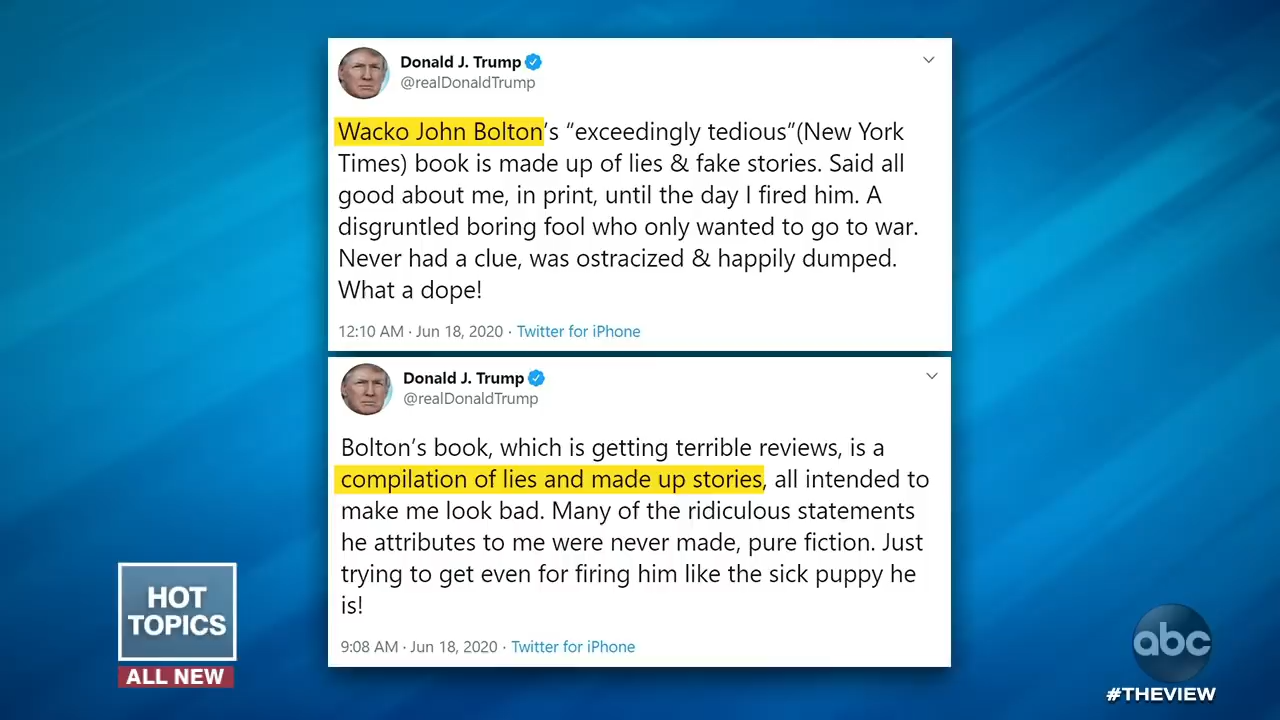 Donald J. Trump
@realDonaldTrump
Wacko John Bolton's “exceedingly tedious”(New York
Times) book is made up of lies & fake stories. Said all
good about me, in print, until the day I fired him. A
disgruntled boring fool who only wanted to go to war.
Never had a clue, was ostracized & happily dumped.
What a dope!
12:10 AM · Jun 18, 2020 · Twitter for iPhone
Donald J. Trump
@realDonaldTrump
Bolton’s book, which is getting terrible reviews, is a
compilation of lies and made up stories, all intended to
make me look bad. Many of the ridiculous statements
he attributes to me were never made, pure fiction. Just
trying to get even for firing him like the sick puppy he
is!
9:08 AM · Jun 18, 2020 · Twitter for iPhone
HOT
TOPICS
ALL NEW
abc
#THEVIEW